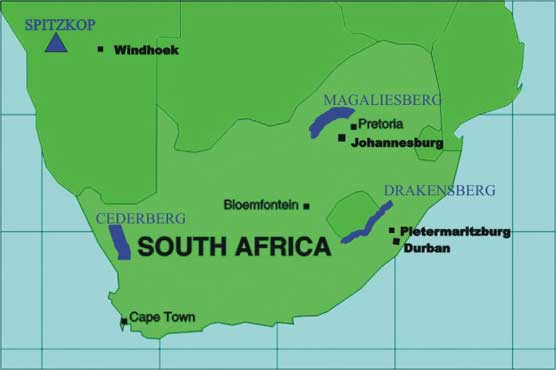 SPITZKOP
Windhoek
MAGALIESBERG
Pretoria
Johannesburg
DRAKENSBERG
Bloemfontein
CEDERBERG
Pietermaritzburg
SOUTH AFRICA
Durban
Cape Town